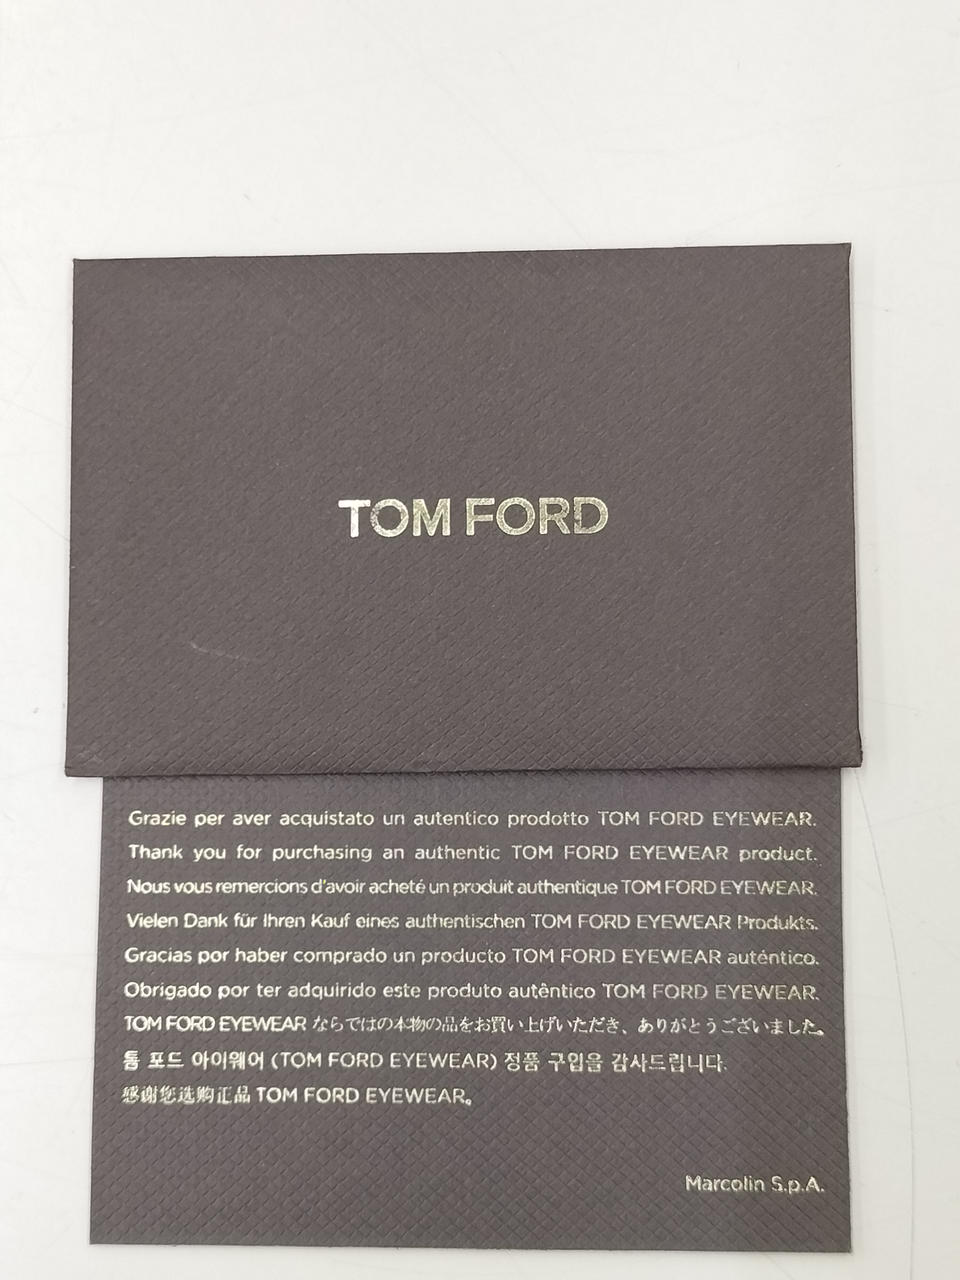 TOM FORD
Grazie per aver acquistato un autentico prodotto TOM FORD EYEWEAR.
Thank you for purchasing an authentic TOM FORD EYEWEAR product.
Nous vous remercions d'avoir acheté un produit authentique TOM FORD EYEWEAR.
Vielen Dank für Ihren Kauf eines authentischen TOM FORD EYEWEAR Produkts.
Gracias por haber comprado un producto TOM FORD EYEWEAR auténtico.
Obrigado por ter adquirido este produto autêntico TOM FORD EYEWEAR.
TOM FORD EYEWEAR ならではの本物の品をお買い上げいただき、ありがとうございました。
톰 포드 아이웨어 (TOM FORD EYEWEAR) 정품 구입을 감사드립니다.
感谢您选购正品 TOM FORD EYEWEAR。
Marcolin S.p.A.